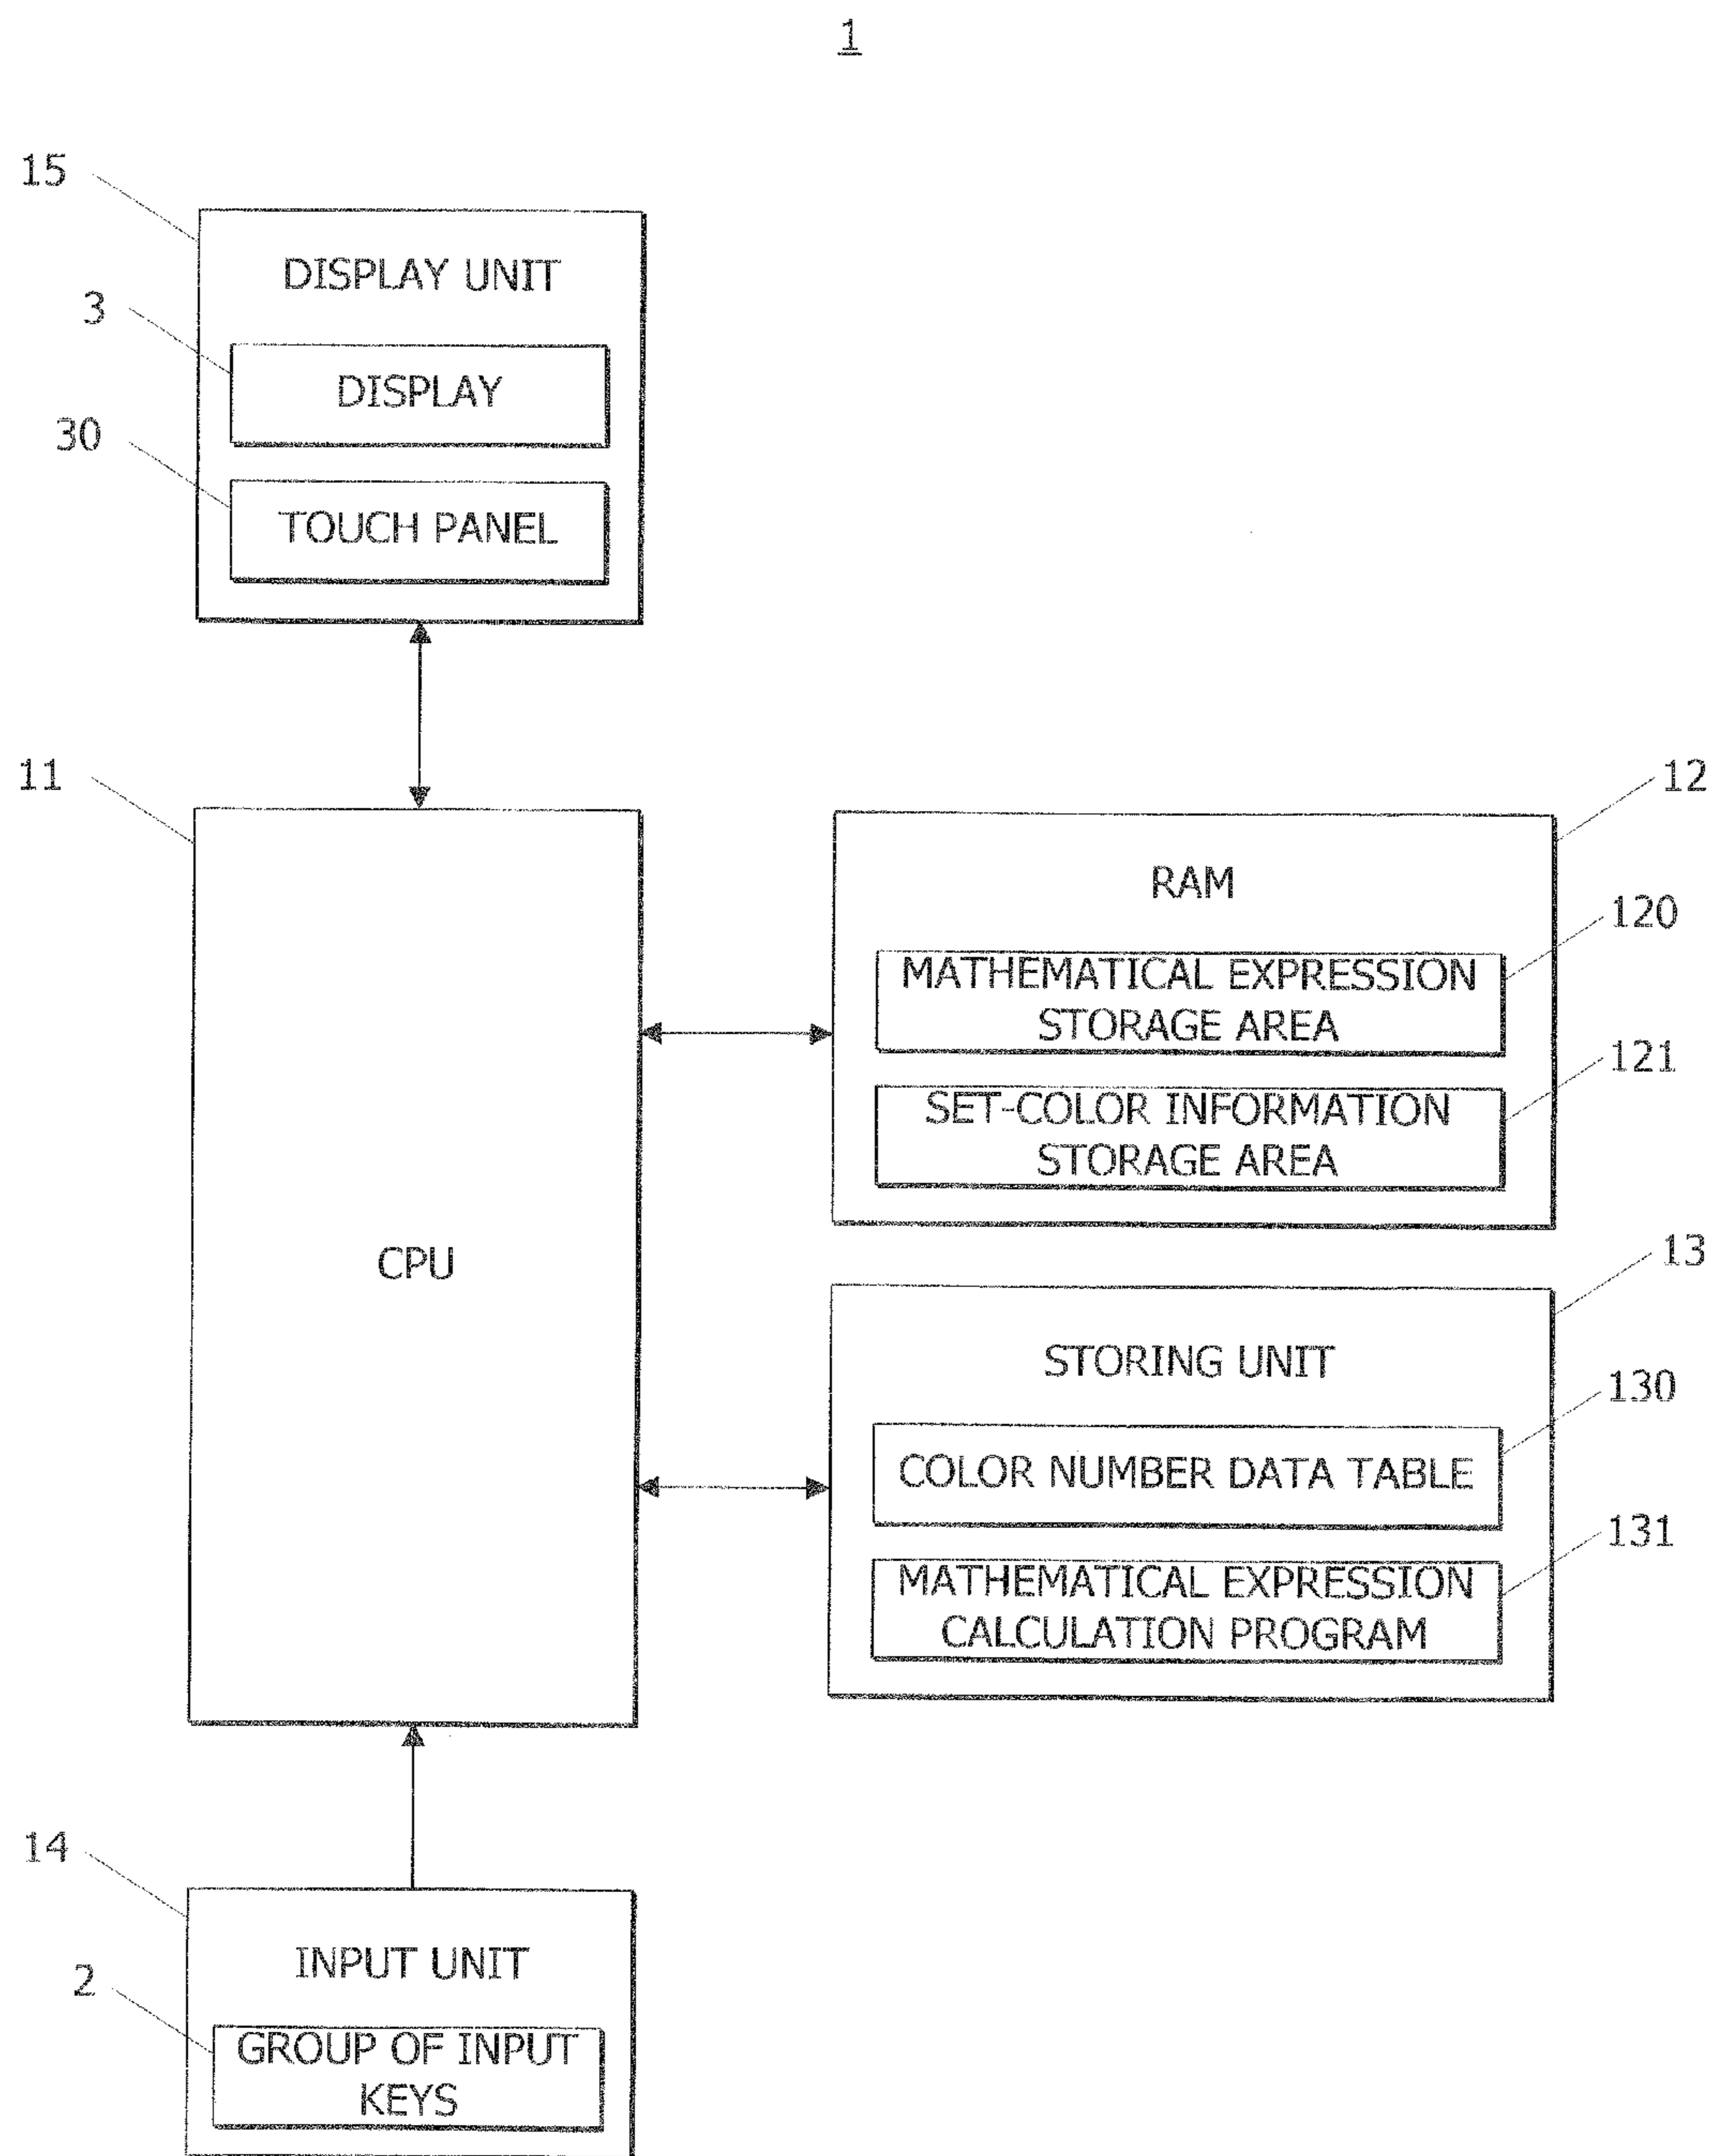 1
15
DISPLAY UNIT
3
DISPLAY
30
TOUCH PANEL
11
CPU
12
RAM
120
MATHEMATICAL EXPRESSION
STORAGE AREA
121
SET-COLOR INFORMATION
STORAGE AREA
13
STORING UNIT
130
COLOR NUMBER DATA TABLE
131
MATHEMATICAL EXPRESSION
CALCULATION PROGRAM
14
INPUT UNIT
2
GROUP OF INPUT
KEYS